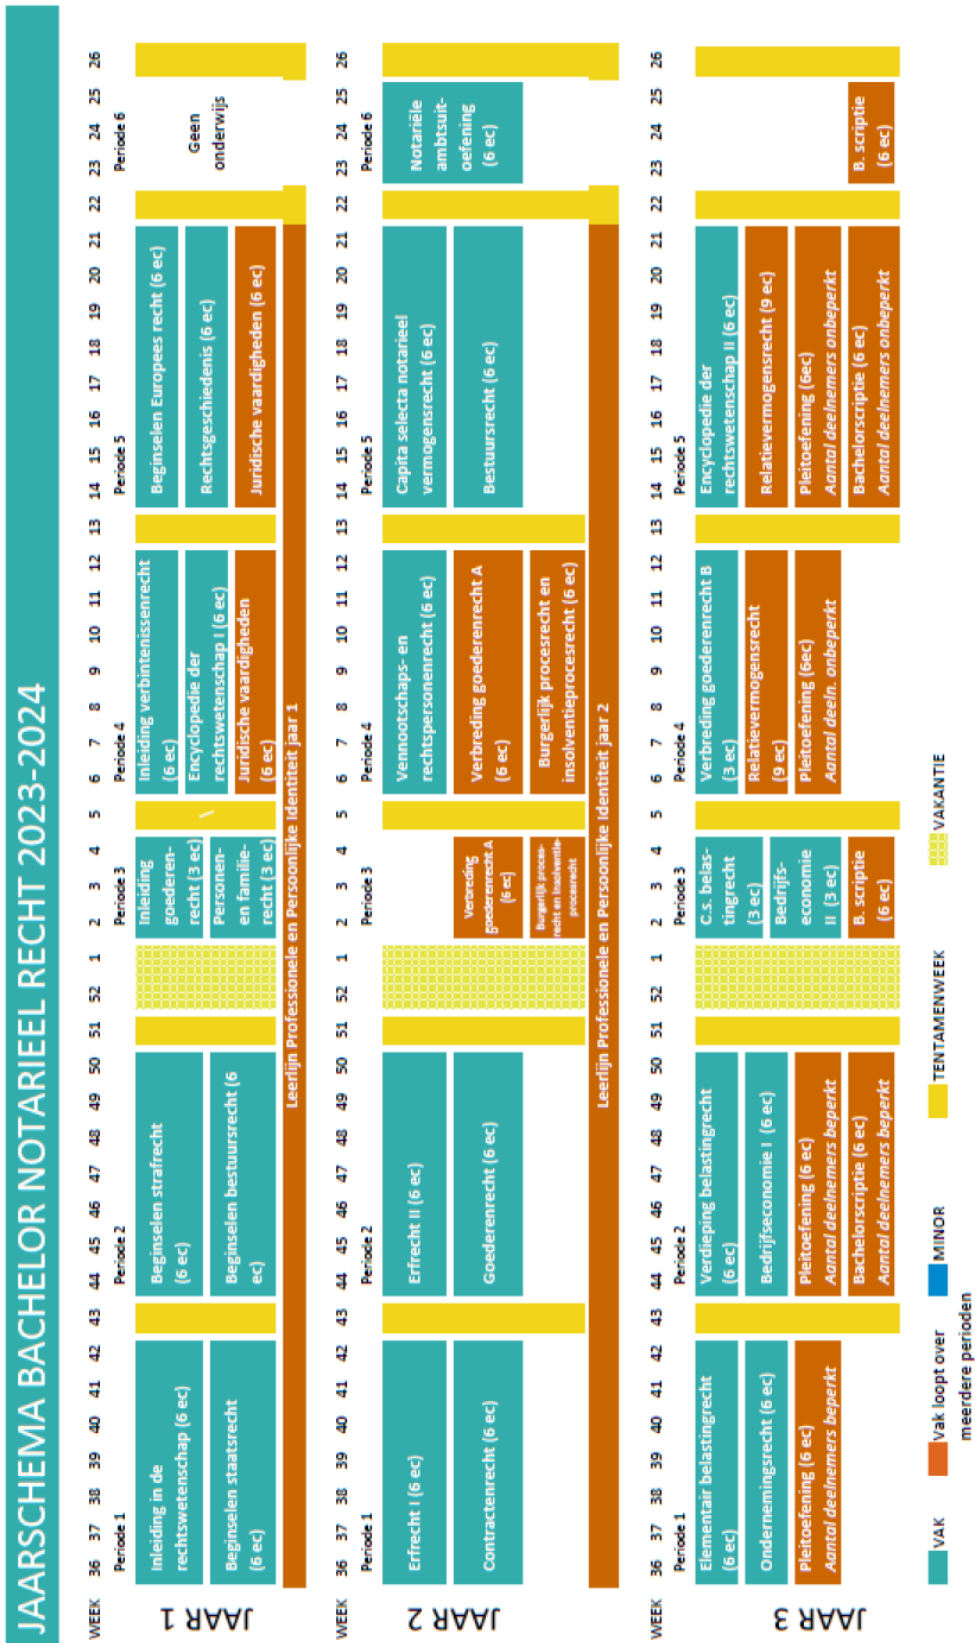 JAARSCHEMA BACHELOR NOTARIEEL RECHT 2023-2024
WEEK 36 37 38 39 40 41 42 43 44 45 46 47 48 49 50 51 52 1 2 3 4 5 6 7 8 9 10 11 12 13 14 15 16 17 18 19 20 21 22 23 24 25 26
Periode 1 Periode 2 Periode 3 Periode 4 Periode 5 Periode 6
JAAR 1
Inleiding in de
rechtswetenschap (6 ec)
Beginselen staatsrecht
(6 ec)
Beginselen strafrecht
(6 ec)
Beginselen bestuursrecht (6
ec)
Inleiding
goederen-
recht (3 ec)
Personen-
en familie-
recht (3 ec)
\
Inleiding verbintenissenrecht
(6 ec)
Encyclopedie der
rechtswetenschap I (6 ec)
Juridische vaardigheden
(6 ec)
Beginselen Europees recht (6 ec)
Rechtsgeschiedenis (6 ec)
Juridische vaardigheden (6 ec)
Geen
onderwijs
Leerlijn Professionele en Persoonlijke Identiteit jaar 1
WEEK 36 37 38 39 40 41 42 43 44 45 46 47 48 49 50 51 52 1 2 3 4 5 6 7 8 9 10 11 12 13 14 15 16 17 18 19 20 21 22 23 24 25 26
Periode 1 Periode 2 Periode 3 Periode 4 Periode 5 Periode 6
JAAR 2
Erfrecht I (6 ec)
Contractenrecht (6 ec)
Erfrecht II (6 ec)
Goederenrecht (6 ec)
Verbreding
goederenrecht A
(6 ec)
Burgerlijk proces-
recht en insolventie-
procesrecht
Vennootschaps- en
rechtspersonenrecht (6 ec)
Verbreding goederenrecht A
(6 ec)
Burgerlijk procesrecht en
insolventieprocesrecht (6 ec)
Capita selecta notarieel
vermogensrecht (6 ec)
Bestuursrecht (6 ec)
Notariële
ambtsuit-
oefening
(6 ec)
Leerlijn Professionele en Persoonlijke Identiteit jaar 2
WEEK 36 37 38 39 40 41 42 43 44 45 46 47 48 49 50 51 52 1 2 3 4 5 6 7 8 9 10 11 12 13 14 15 16 17 18 19 20 21 22 23 24 25 26
Periode 1 Periode 2 Periode 3 Periode 4 Periode 5
JAAR 3
Elementair belastingrecht
(6 ec)
Ondernemingsrecht (6 ec)
Pleitoefening (6 ec)
Aantal deelnemers beperkt
Verdieping belastingrecht
(6 ec)
Bedrijfseconomie I (6 ec)
Pleitoefening (6 ec)
Aantal deelnemers beperkt
Bachelorscriptie (6 ec)
Aantal deelnemers beperkt
C.s. belas-
tingrecht
(3 ec)
Bedrijfs-
economie
II (3 ec)
B. scriptie
(6 ec)
Verbreding goederenrecht B
(3 ec)
Relatievermogensrecht
(9 ec)
Pleitoefening (6ec)
Aantal deeln. onbeperkt
Encyclopedie der
rechtswetenschap II (6 ec)
Relatievermogensrecht (9 ec)
Pleitoefening (6ec)
Aantal deelnemers onbeperkt
Bachelorscriptie (6 ec)
Aantal deelnemers onbeperkt
B. scriptie
(6 ec)
VAK
Vak loopt over
meerdere perioden
MINOR
TENTAMENWEEK
VAKANTIE